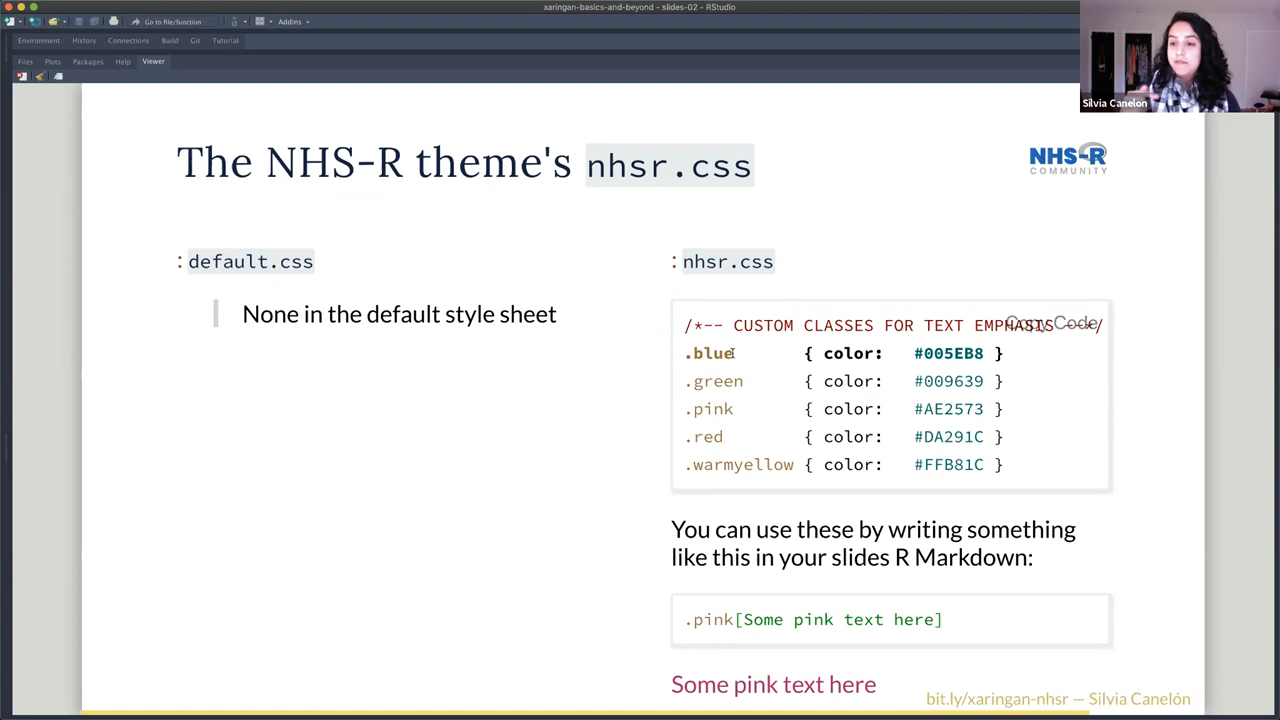 xaringan-basics-and-beyond - slides-02 - RStudio
Go to file/function
Addins
Environment History Connections Build Git Tutorial
Files Plots Packages Help Viewer
Silvia Canelon
The NHS-R theme's nhsr.css
NHS-R
COMMUNITY
: default.css
None in the default style sheet
: nhsr.css
Copy Code
/*-- CUSTOM CLASSES FOR TEXT EMPHASIS --*/
.blue { color: #005EB8 }
.green { color: #009639 }
.pink { color: #AE2573 }
.red { color: #DA291C }
.warmyellow { color: #FFB81C }
You can use these by writing something
like this in your slides R Markdown:
.pink[Some pink text here]
Some pink text here
bit.ly/xaringan-nhsr — Silvia Canelón